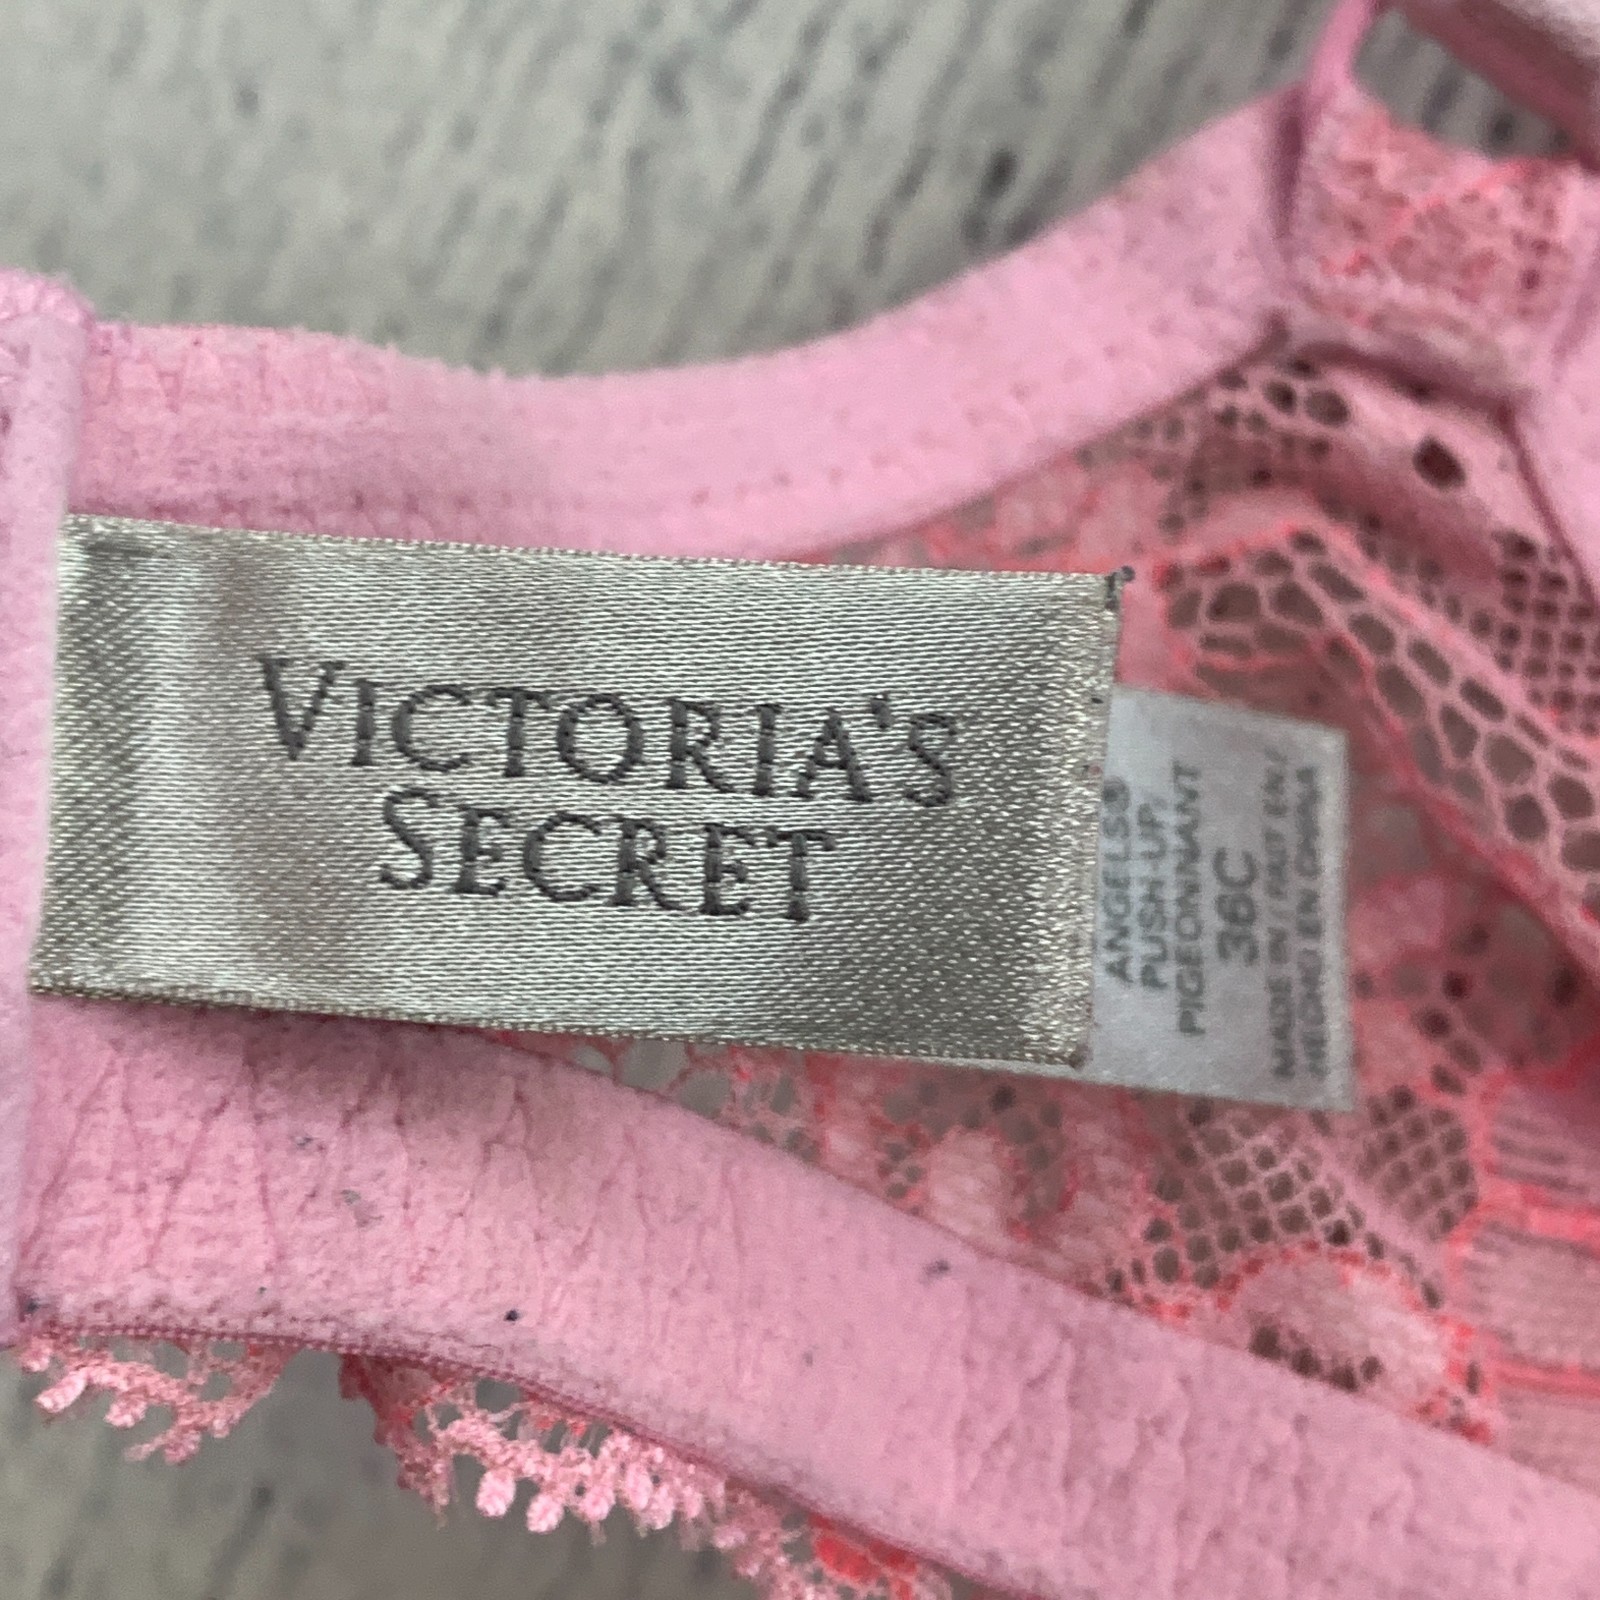 VICTORIA'S
SECRET
ANGELS®
PUSH-UP,
PIGEONNANT
36C
MADE IN / FAIT EN /
HECHO EN CHINA